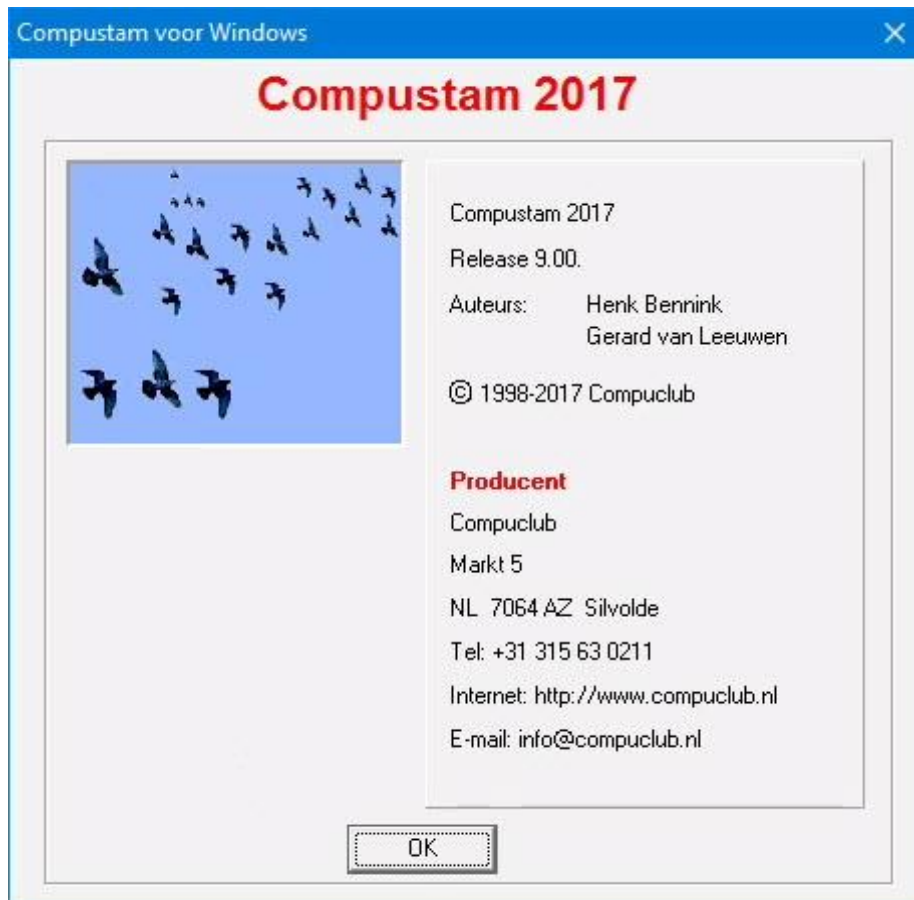 Compustam voor Windows
Compustam 2017
Compustam 2017
Release 9.00.
Auteurs: Henk Bennink
Gerard van Leeuwen
© 1998-2017 Compuclub
Producent
Compuclub
Markt 5
NL 7064 AZ Silvolde
Tel: +31 315 63 0211
Internet: http://www.compuclub.nl
E-mail: info@compuclub.nl
OK